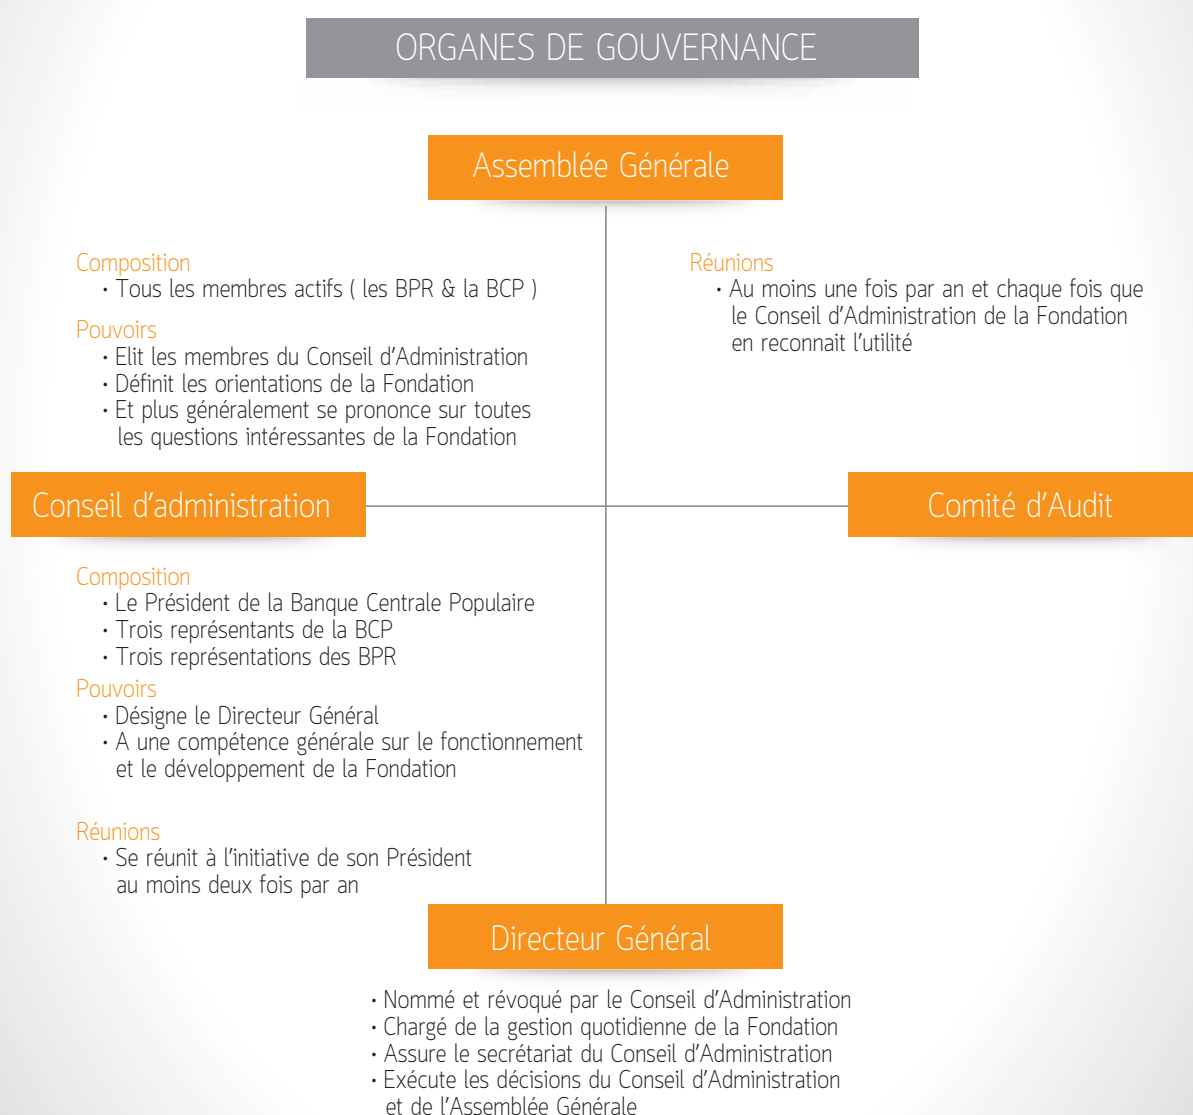 ORGANES DE GOUVERNANCE
Assemblée Générale
Composition
• Tous les membres actifs ( les BPR & la BCP )
Pouvoirs
• Elit les membres du Conseil d'Administration
• Définit les orientations de la Fondation
• Et plus généralement se prononce sur toutes
les questions intéressantes de la Fondation
Réunions
• Au moins une fois par an et chaque fois que
le Conseil d'Administration de la Fondation
en reconnait l'utilité
Conseil d'administration
Comité d'Audit
Composition
• Le Président de la Banque Centrale Populaire
• Trois représentants de la BCP
• Trois représentations des BPR
Pouvoirs
• Désigne le Directeur Général
• A une compétence générale sur le fonctionnement
et le développement de la Fondation
Réunions
• Se réunit à l'initiative de son Président
au moins deux fois par an
Directeur Général
• Nommé et révoqué par le Conseil d'Administration
• Chargé de la gestion quotidienne de la Fondation
• Assure le secrétariat du Conseil d'Administration
• Exécute les décisions du Conseil d'Administration
et de l'Assemblée Générale